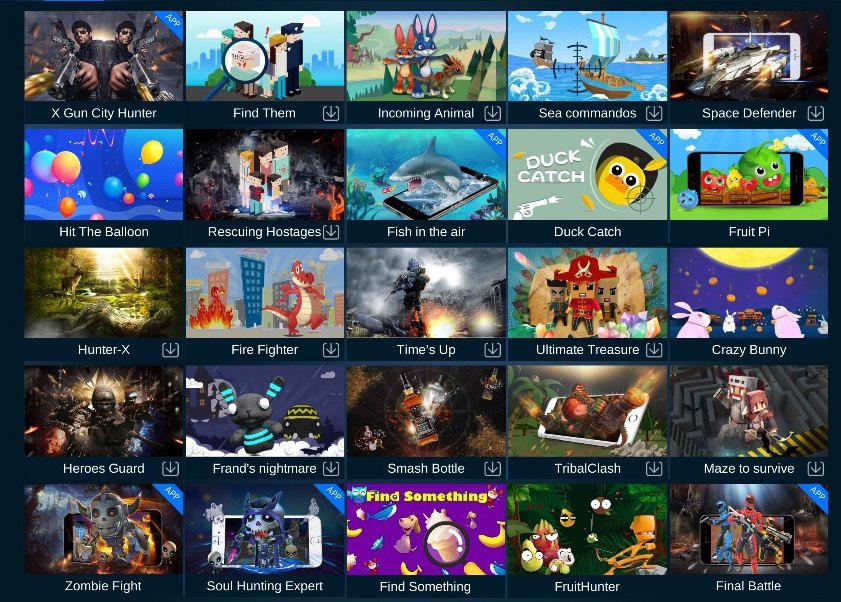 APP
X Gun City Hunter
Find Them
Incoming Animal
Sea commandos
Space Defender
APP
DUCK
CATCH
APP
APP
Hit The Balloon
Rescuing Hostages
Fish in the air
Duck Catch
Fruit Pi
Hunter-X
Fire Fighter
Time's Up
Ultimate Treasure
Crazy Bunny
Heroes Guard
Frand's nightmare
Smash Bottle
TribalClash
Maze to survive
APP
APP
Find Something
APP
Zombie Fight
Soul Hunting Expert
Find Something
FruitHunter
Final Battle